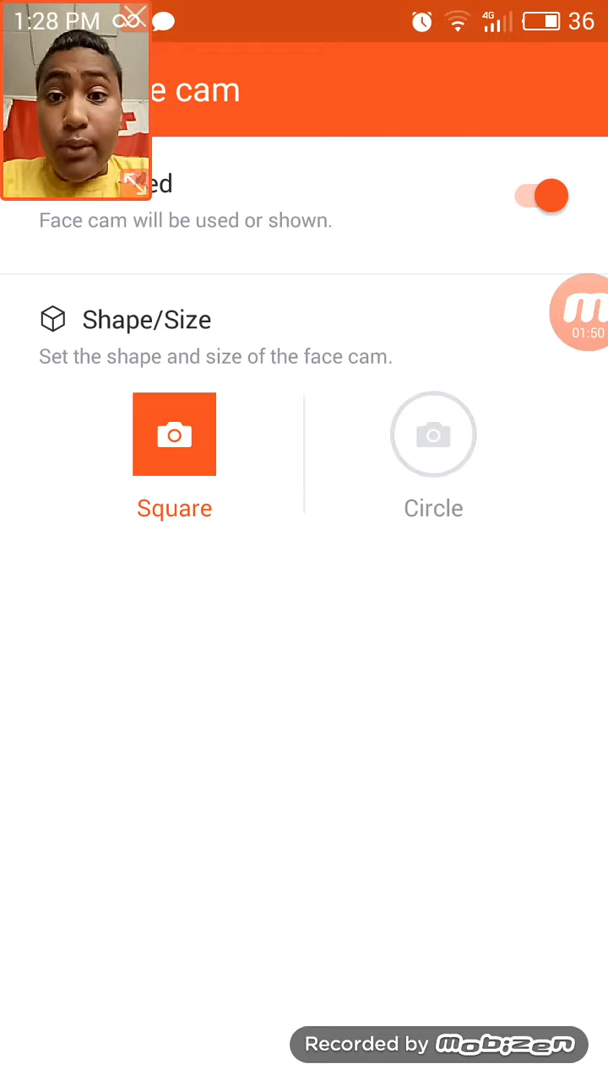 1:28 PM
4G
36
e cam
ed
Face cam will be used or shown.
Shape/Size
Set the shape and size of the face cam.
m
01:50
Square
Circle
Recorded by mobizen